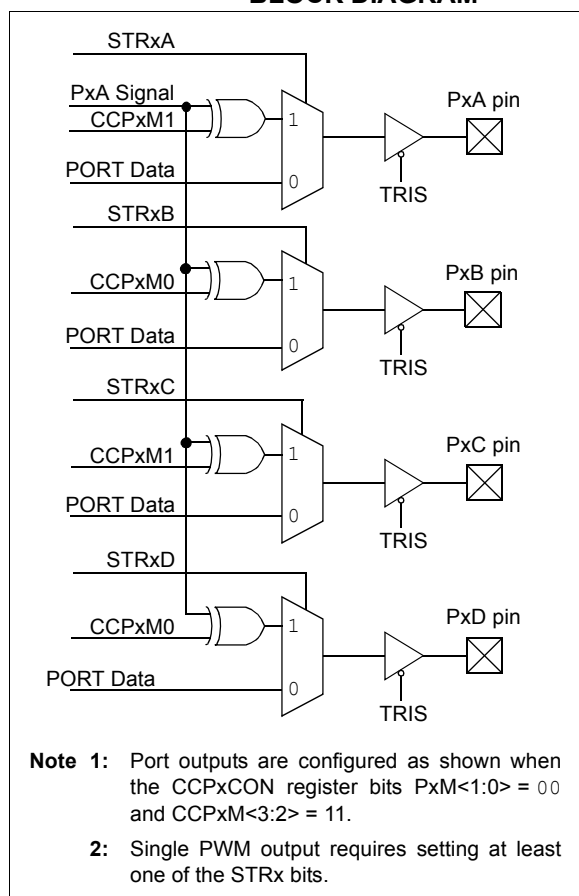 BLOCK DIAGRAM
STRxA
PxA Signal
CCPxM1
1
PORT Data
0
PxA pin
TRIS
STRxB
CCPxM0
1
PORT Data
0
PxB pin
TRIS
STRxC
CCPxM1
1
PORT Data
0
PxC pin
TRIS
STRxD
CCPxM0
1
PORT Data
0
PxD pin
TRIS
Note 1: Port outputs are configured as shown when
the CCPxCON register bits PxM<1:0> = 00
and CCPxM<3:2> = 11.
2: Single PWM output requires setting at least
one of the STRx bits.